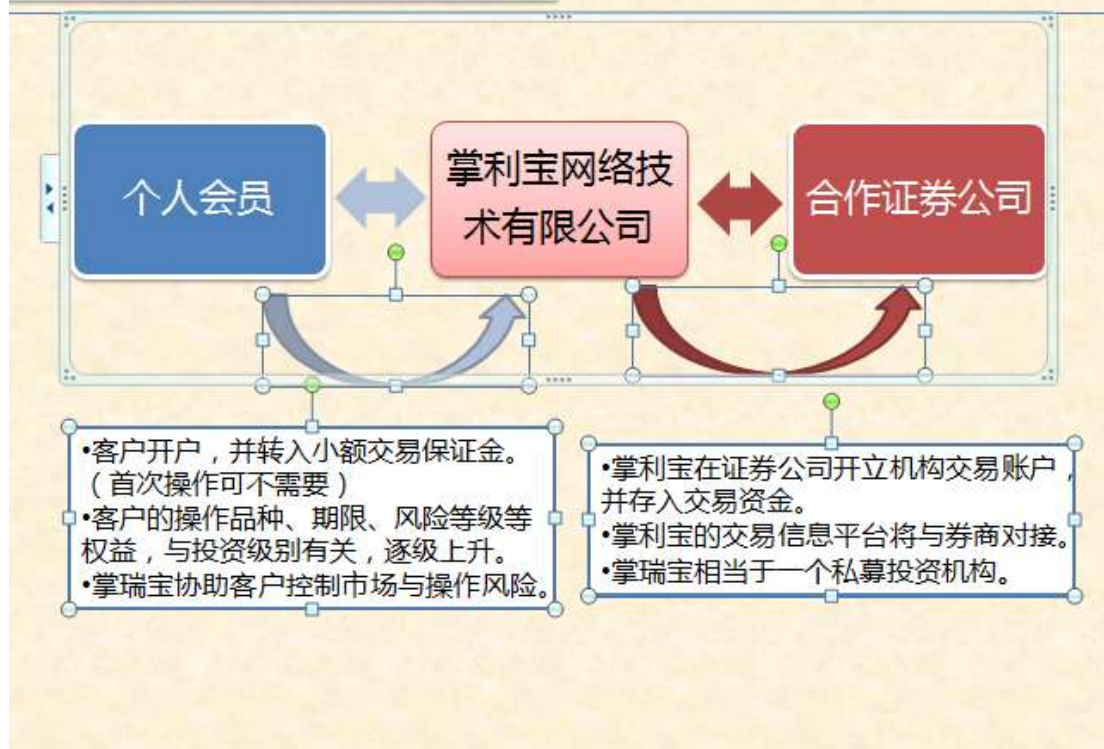 个人会员
掌利宝网络技
术有限公司
合作证券公司
•客户开户，并转入小额交易保证金。
（首次操作可不需要）
•客户的操作品种、期限、风险等级等
权益，与投资级别有关，逐级上升。
•掌瑞宝协助客户控制市场与操作风险。
•掌利宝在证券公司开立机构交易账户，
并存入交易资金。
•掌利宝的交易信息平台将与券商对接。
•掌瑞宝相当于一个私募投资机构。